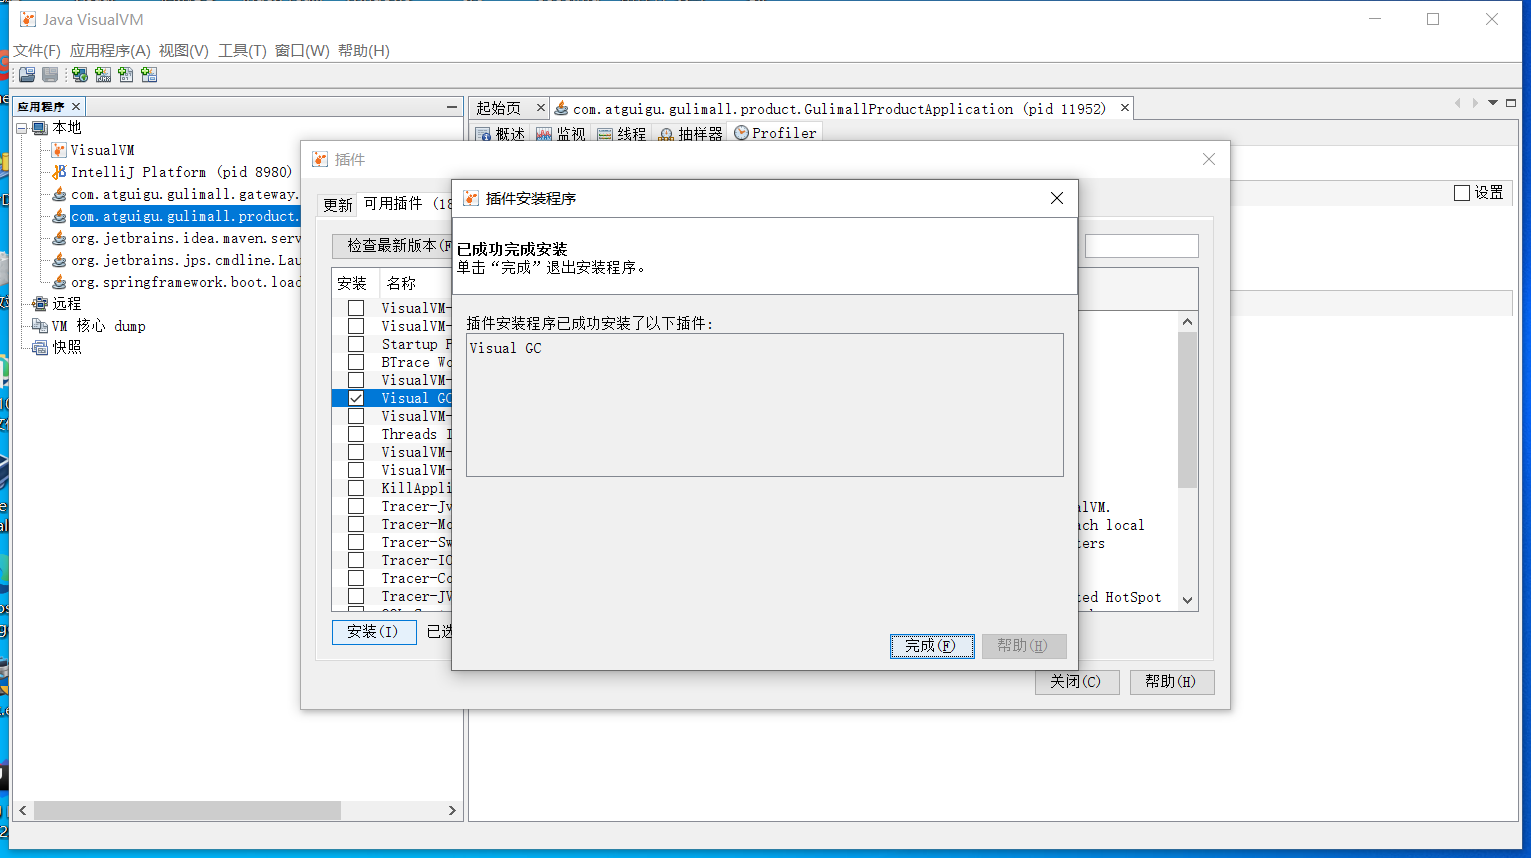 Java VisualVM
文件(F) 应用程序(A) 视图(V) 工具(T) 窗口(W) 帮助(H)
应用程序
本地
VisualVM
IntelliJ Platform (pid 8980)
com.atguigu.gulimall.gateway.
com.atguigu.gulimall.product.
org.jetbrains.idea.maven.serv
org.jetbrains.jps.cmdline.Lau
org.springframework.boot.load
远程
VM 核心 dump
快照
起始页
com.atguigu.gulimall.product.GulimallProductApplication (pid 11952)
概述 监视 线程 抽样器 Profiler
设置
插件
更新 可用插件 (18
检查最新版本(F
安装 名称
VisualVM-
VisualVM-
Startup P
BTrace Wo
VisualVM-
Visual GC
VisualVM-
Threads I
VisualVM-
VisualVM-
KillAppli
Tracer-Jv
Tracer-Mo
Tracer-Sw
Tracer-IO
Tracer-Co
Tracer-JV
alVM.
ach local
ters
ted HotSpot
安装(I) 已选
关闭(C) 帮助(H)
插件安装程序
已成功完成安装
单击“完成”退出安装程序。
插件安装程序已成功安装了以下插件:
Visual GC
完成(F) 帮助(H)